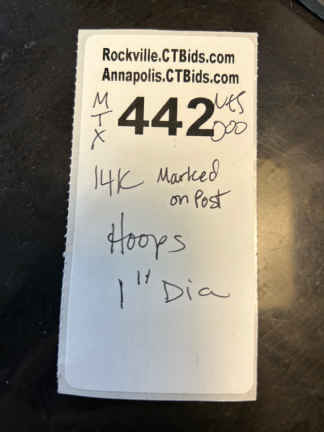 Rockville.CTBids.com
Annapolis.CTBids.com
MTX
442
14K Marked
on Post
Hoops
1" Dia